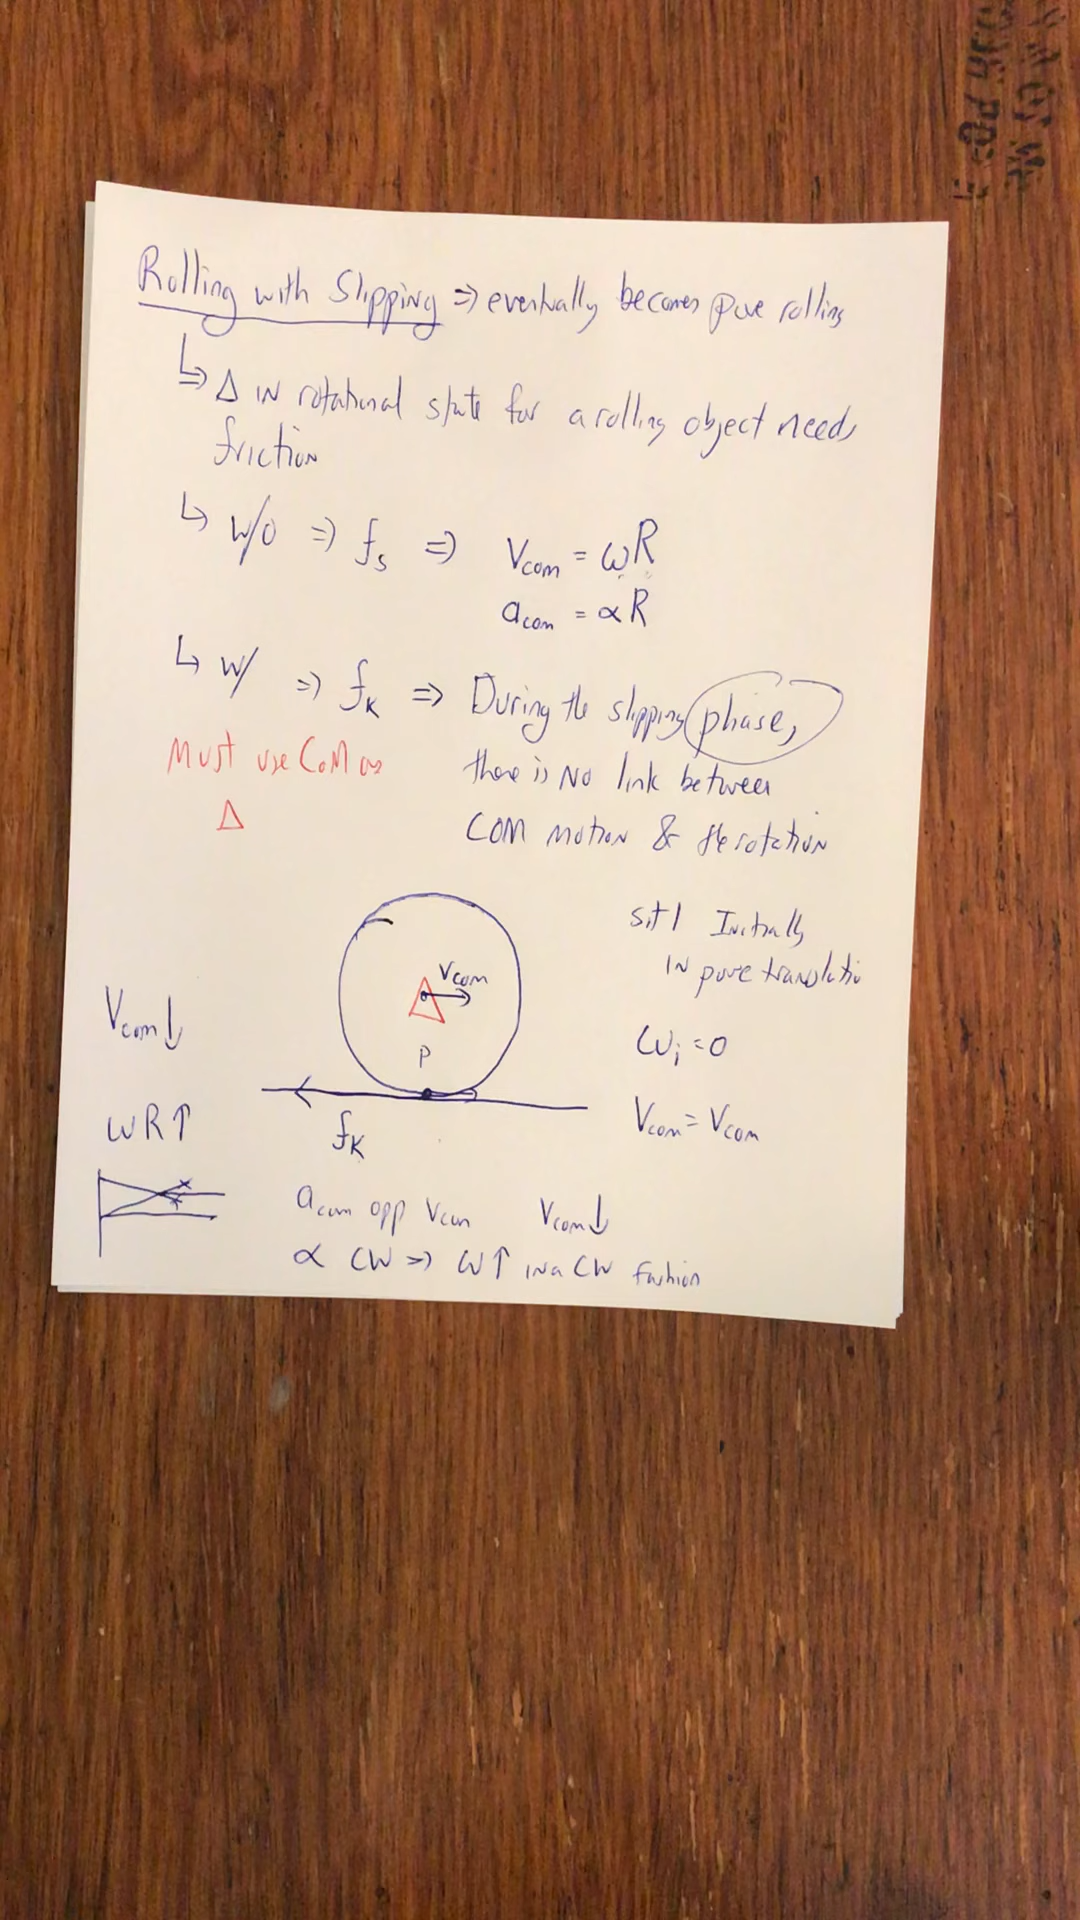 Rolling with Slipping ⇒ eventually becomes pure rolling
↳ Δ in rotational state for a rolling object needs
friction
↳ w/o ⇒ fs ⇒ Vcom = ωR
acom = αR
↳ w/ ⇒ fK ⇒ During the slipping phase,
Must use CoM as
there is no link between
Δ
COM motion & the rotation
sit 1 Initially
in pure translatio
Vcom
Vcom↓
ωi = 0
P
ωR↑
fK
Vcom = Vcom
acom opp vcom Vcom↓
α CW ⇒ ω↑ in a CW fashion